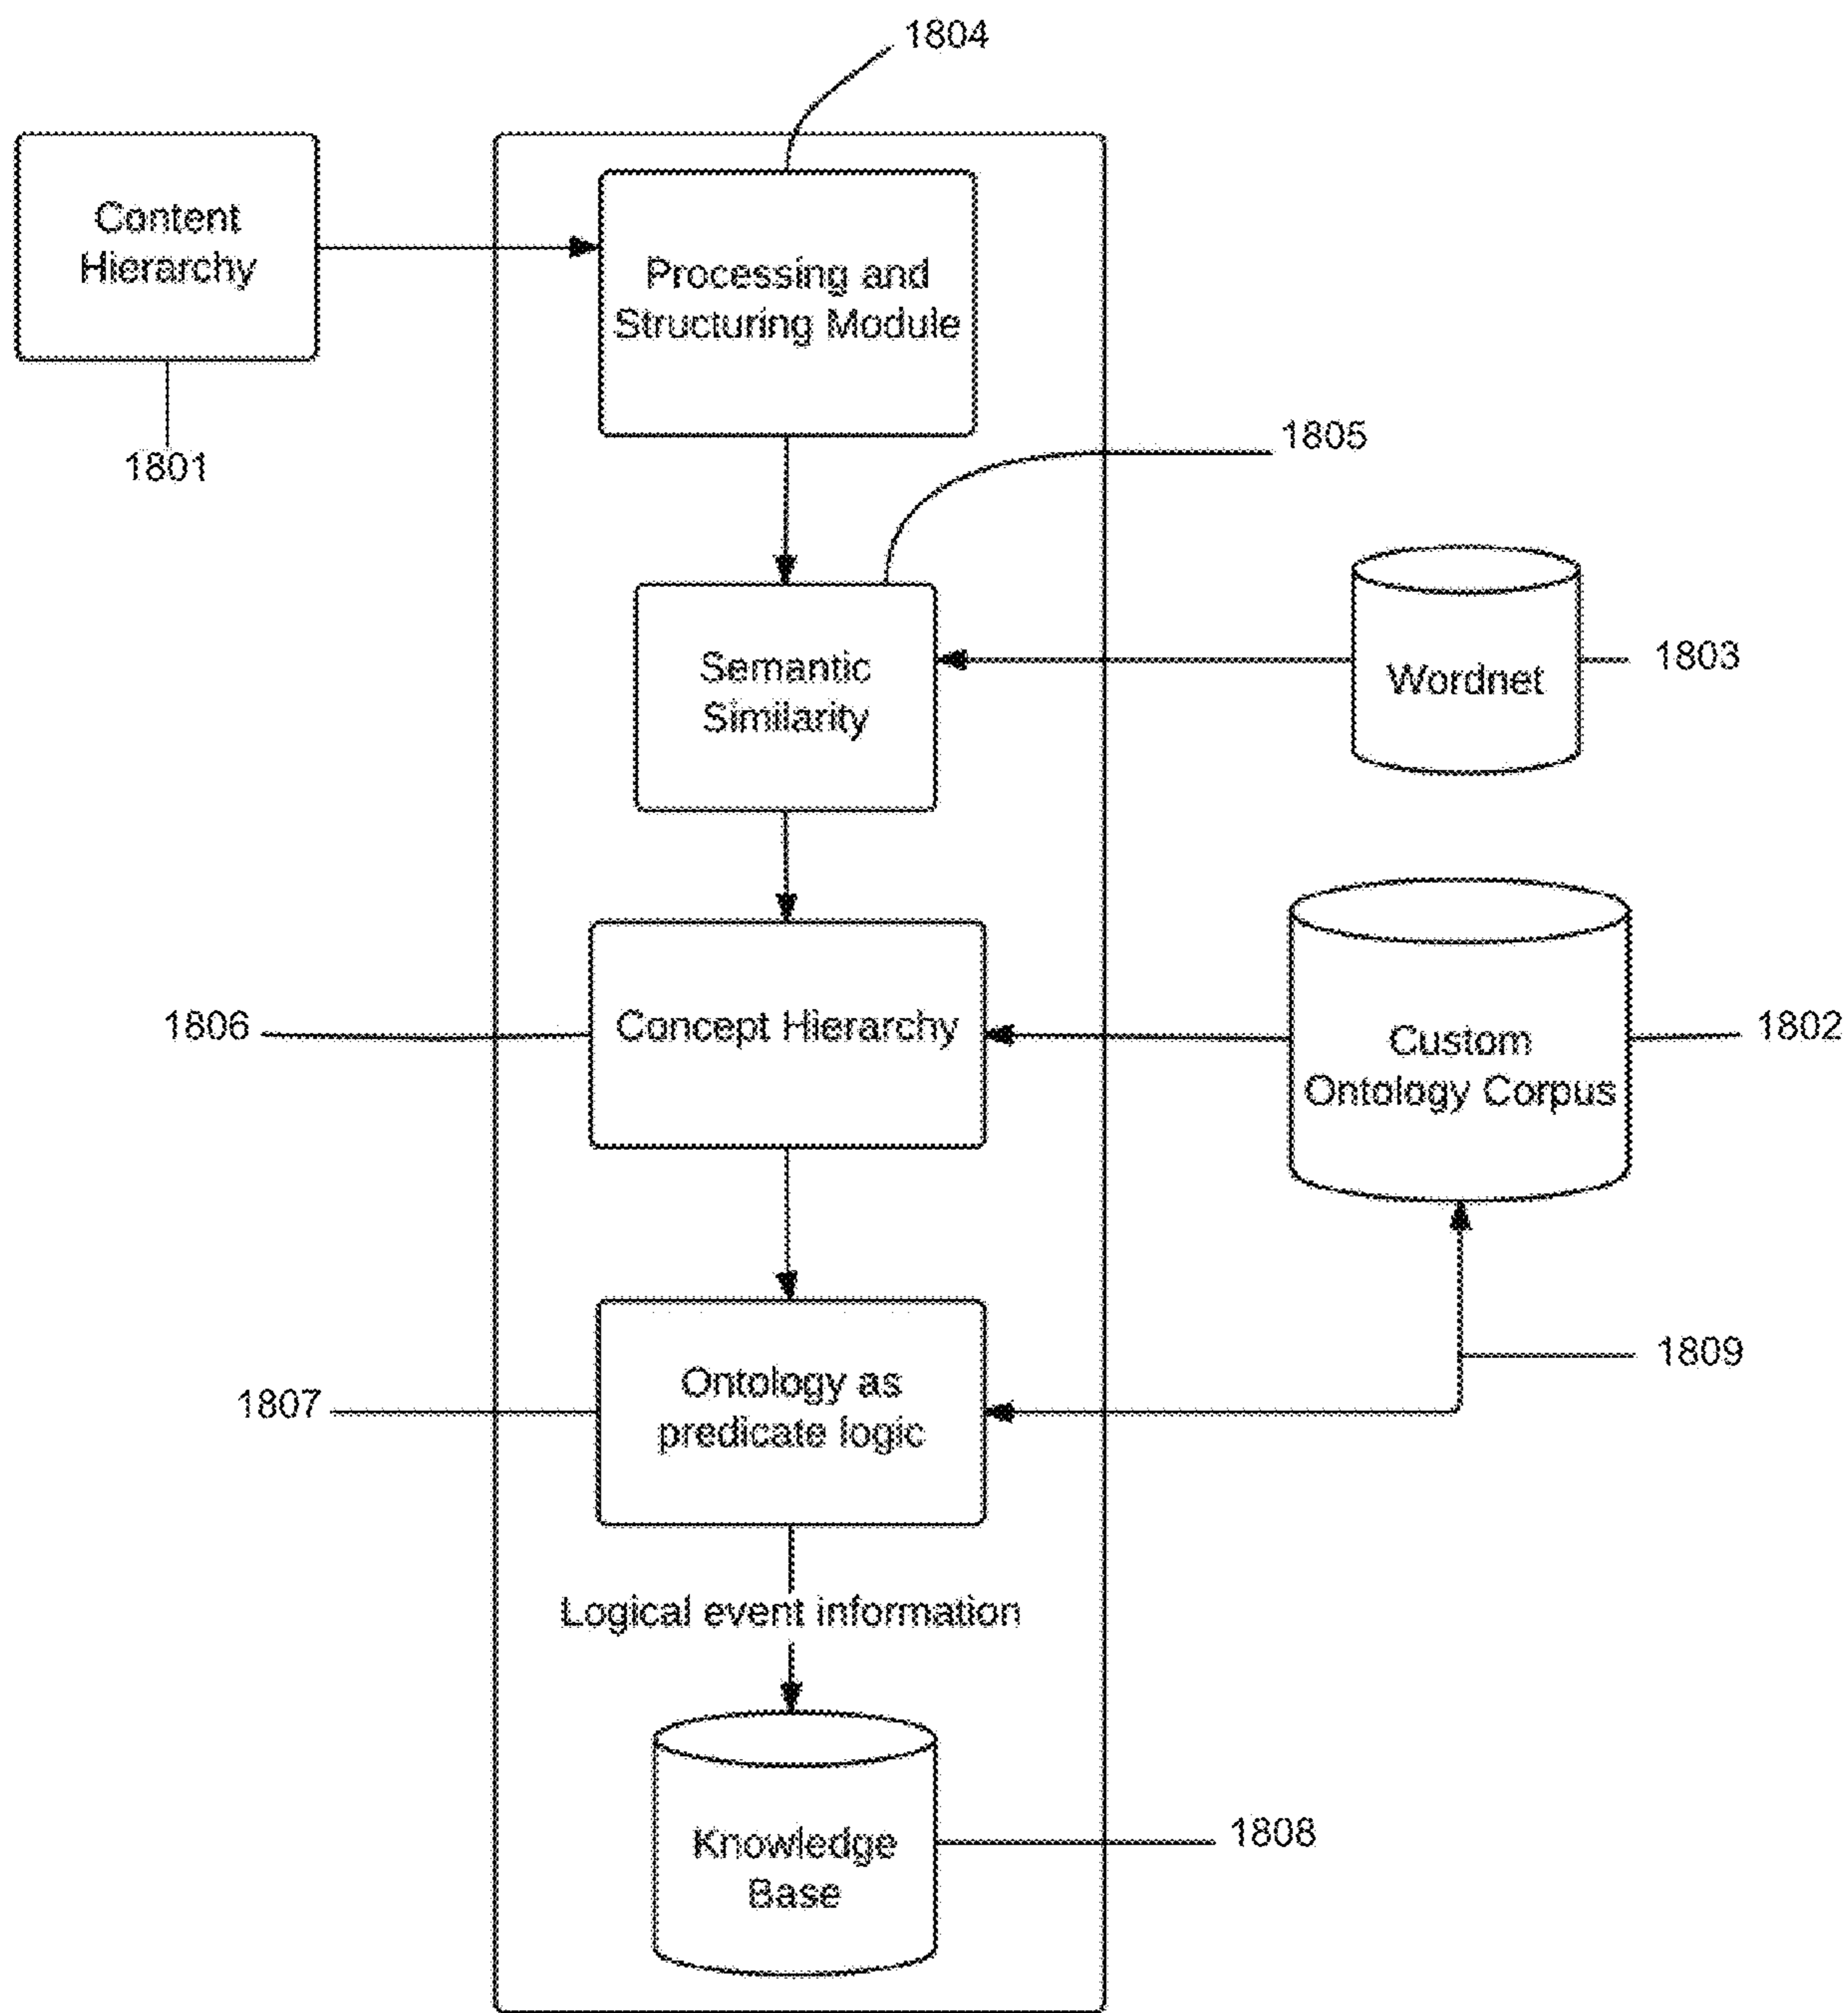 1804
Content
Hierarchy
Processing and
Structuring Module
1801
1805
Semantic
Similarity
Wordnet
1803
1806
Concept Hierarchy
Custom
Ontology Corpus
1802
1807
Ontology as
predicate logic
1809
Logical event information
Knowledge
Base
1808